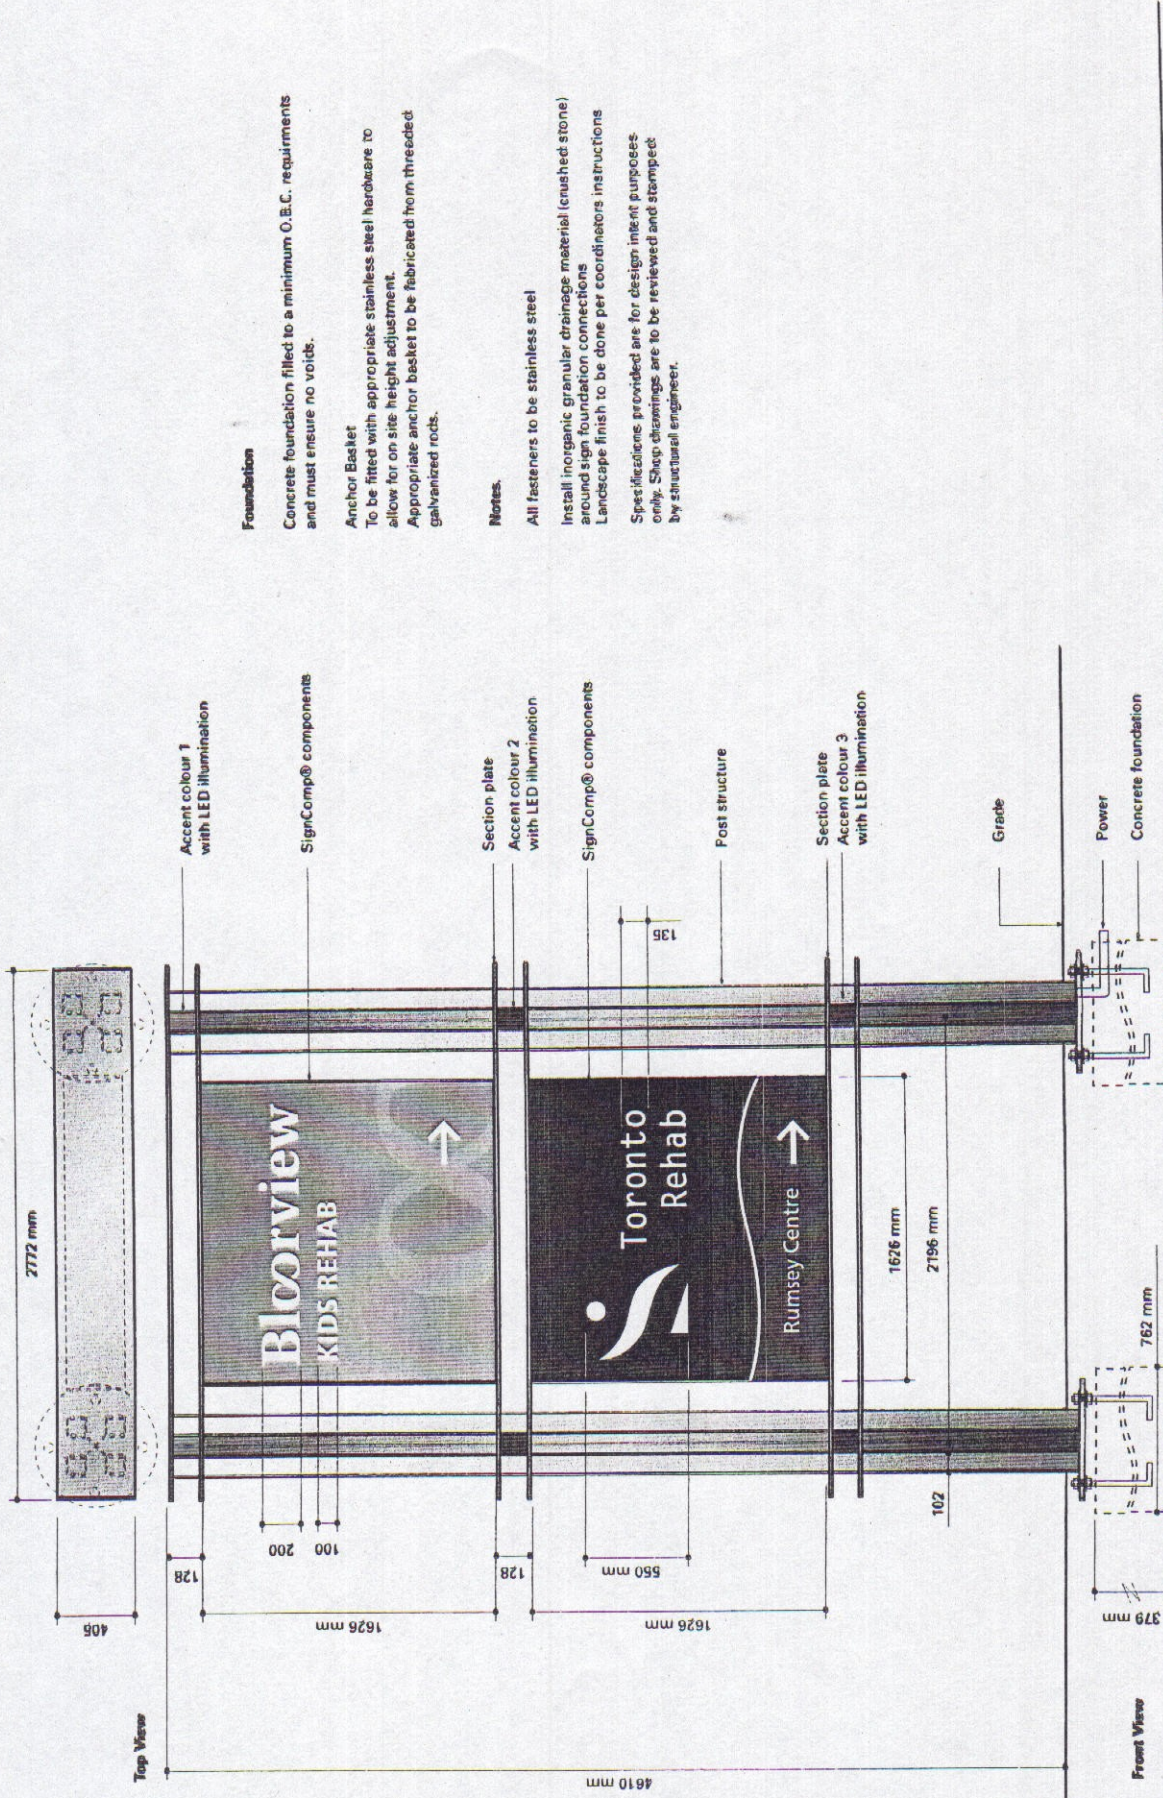 Top View
2772 mm
405
128
200
100
1626 mm
128
550 mm
1626 mm
4610 mm
102
379 mm
762 mm
Front View
Bloorview
KIDS REHAB
→
Toronto
Rehab
Rumsey Centre →
135
1626 mm
2196 mm
Accent colour 1
with LED illumination
SignComp® components
Section plate
Accent colour 2
with LED illumination
SignComp® components
Post structure
Section plate
Accent colour 3
with LED illumination
Grade
Power
Concrete foundation
Foundation
Concrete foundation filled to a minimum O.B.C. requirments
and must ensure no voids.
Anchor Basket
To be fitted with appropriate stainless steel hardware to
allow for on site height adjustment.
Appropriate anchor basket to be fabricated from threaded
galvanized rods.
Notes.
All fasteners to be stainless steel
Install inorganic granular drainage material (crushed stone)
around sign foundation connections
Landscape finish to be done per coordinators instructions
Specifications provided are for design intent purposes
only. Shop drawings are to be reviewed and stamped
by structural engineer.